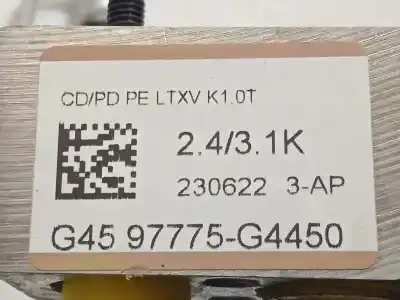 CD/PD PE LTXV K1.0T
2.4/3.1K
230622 3-AP
G45 97775-G4450